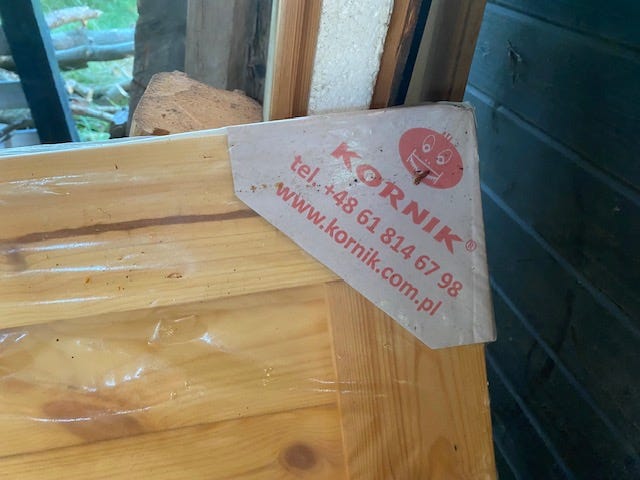 KORNIK®
tel. +48 61 814 67 98
www.kornik.com.pl